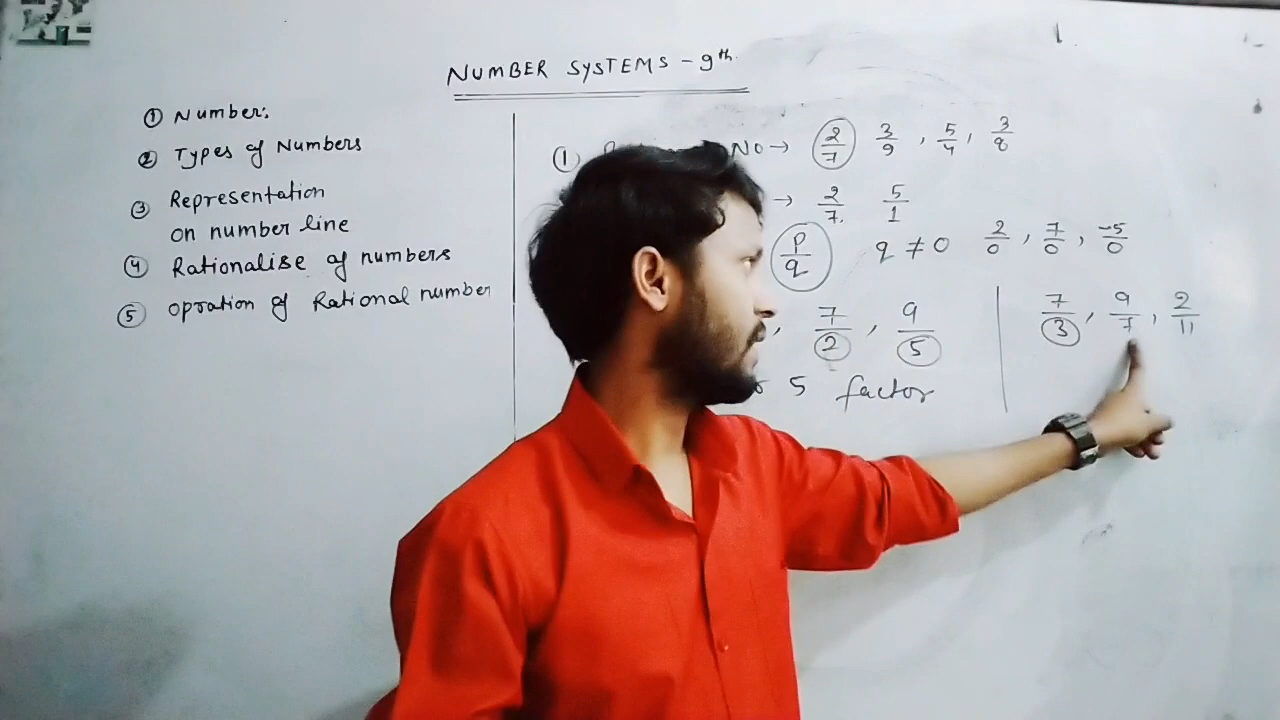 NUMBER SYSTEMS - 9th.
① Number:
② Types of Numbers
③ Representation
on number line
④ Rationalise of numbers
⑤ opration of Rational number
① NO → 2/7 3/9 , 5/4 , 3/8
→ 2/7. 5/1
p/q q ≠ 0 2/0 , 7/0 , -5/0
, 7/2 , 9/5
5 factor
7/3 , 9/7 , 2/11